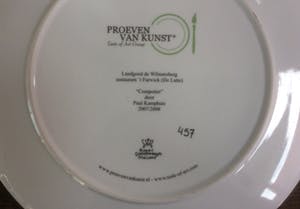 PROEVEN
VAN KUNST®
Taste of Art Group
Landgoed de Wilmersberg
restaurant 't Farwick (De Lutte)
"Composite"
door
Paul Kamphuis
2007/2008
457
www.proevenvankunst.nl - www.taste-of-art.com